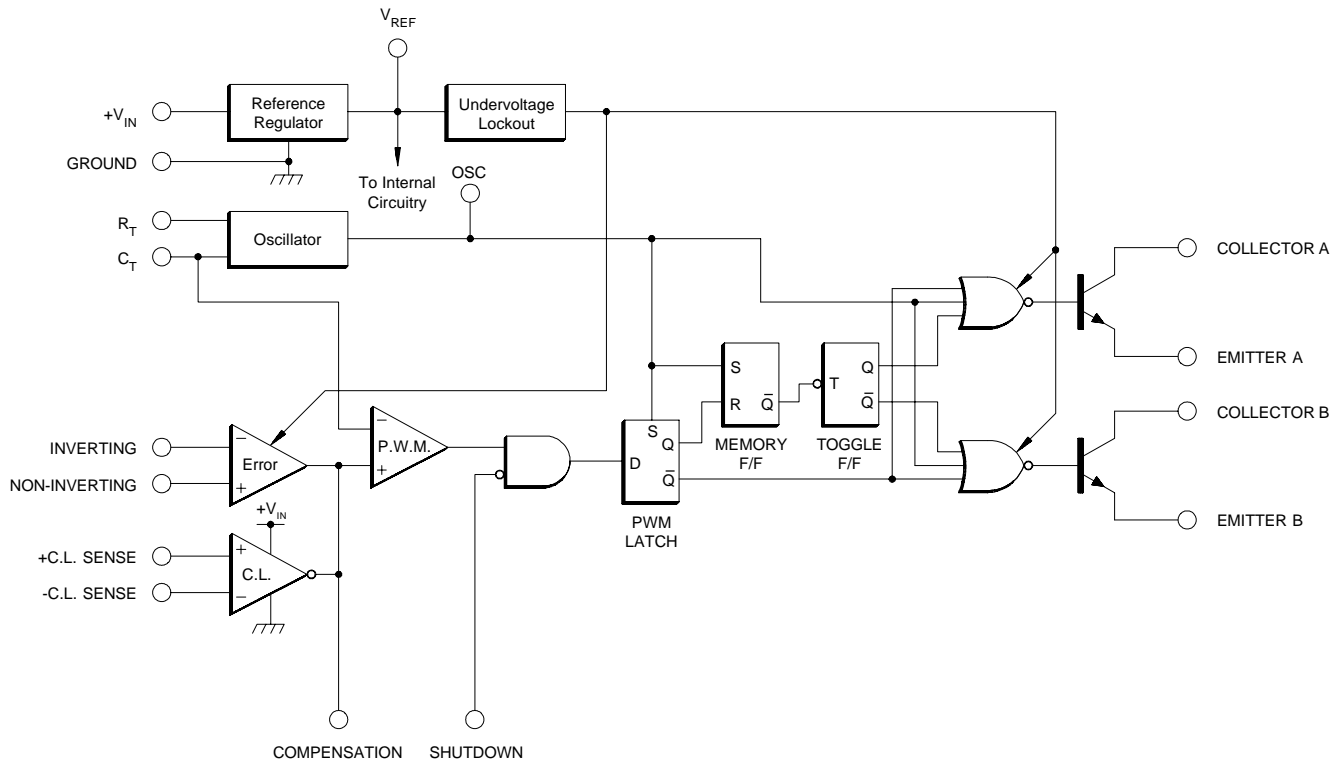 V_REF
+V_IN
Reference
Regulator
Undervoltage
Lockout
GROUND
To Internal
Circuitry
OSC
R_T
C_T
Oscillator
COLLECTOR A
EMITTER A
S
R
Q̄
MEMORY
F/F
T
Q
Q̄
TOGGLE
F/F
COLLECTOR B
EMITTER B
INVERTING
NON-INVERTING
−
+
Error
−
+
P.W.M.
S
D
Q
Q̄
PWM
LATCH
+V_IN
+C.L. SENSE
-C.L. SENSE
+
−
C.L.
COMPENSATION
SHUTDOWN